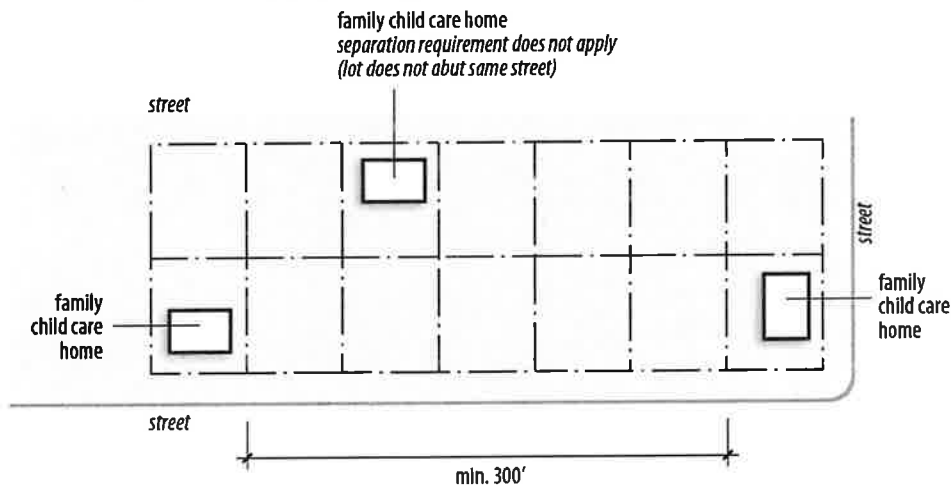 family child care home
separation requirement does not apply
(lot does not abut same street)
street
street
family
child care
home
family
child care
home
street
min. 300'